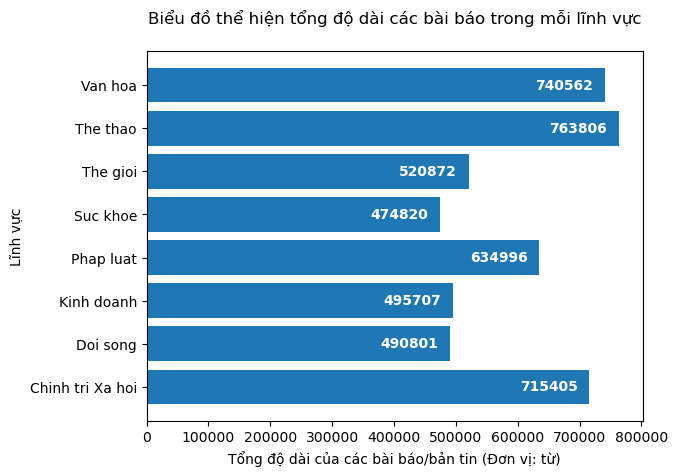 Biểu đồ thể hiện tổng độ dài các bài báo trong mỗi lĩnh vực
Lĩnh vực
Van hoa 740562
The thao 763806
The gioi 520872
Suc khoe 474820
Phap luat 634996
Kinh doanh 495707
Doi song 490801
Chinh tri Xa hoi 715405
0 100000 200000 300000 400000 500000 600000 700000 800000
Tổng độ dài của các bài báo/bản tin (Đơn vị: từ)